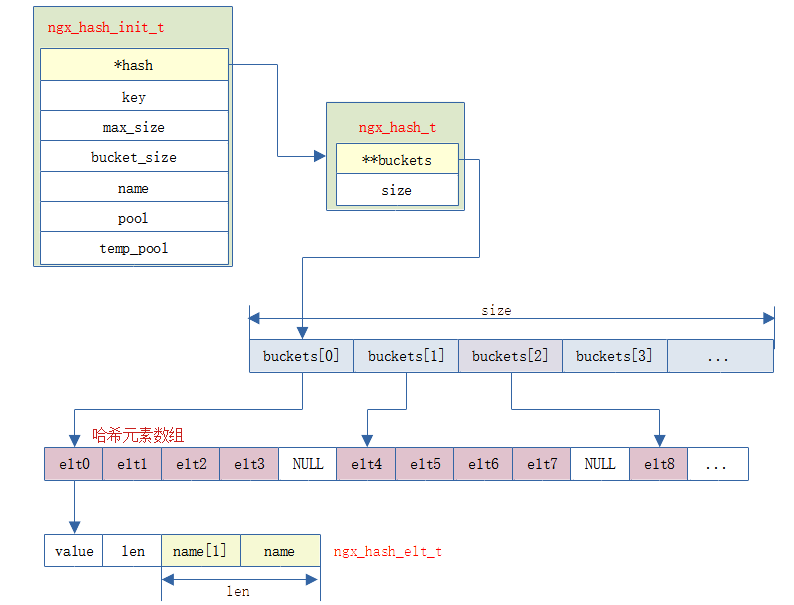 ngx_hash_init_t
*hash
key
max_size
bucket_size
name
pool
temp_pool
ngx_hash_t
**buckets
size
size
buckets[0] buckets[1] buckets[2] buckets[3] ...
哈希元素数组
elt0 elt1 elt2 elt3 NULL elt4 elt5 elt6 elt7 NULL elt8 ...
value len name[1] name ngx_hash_elt_t
len